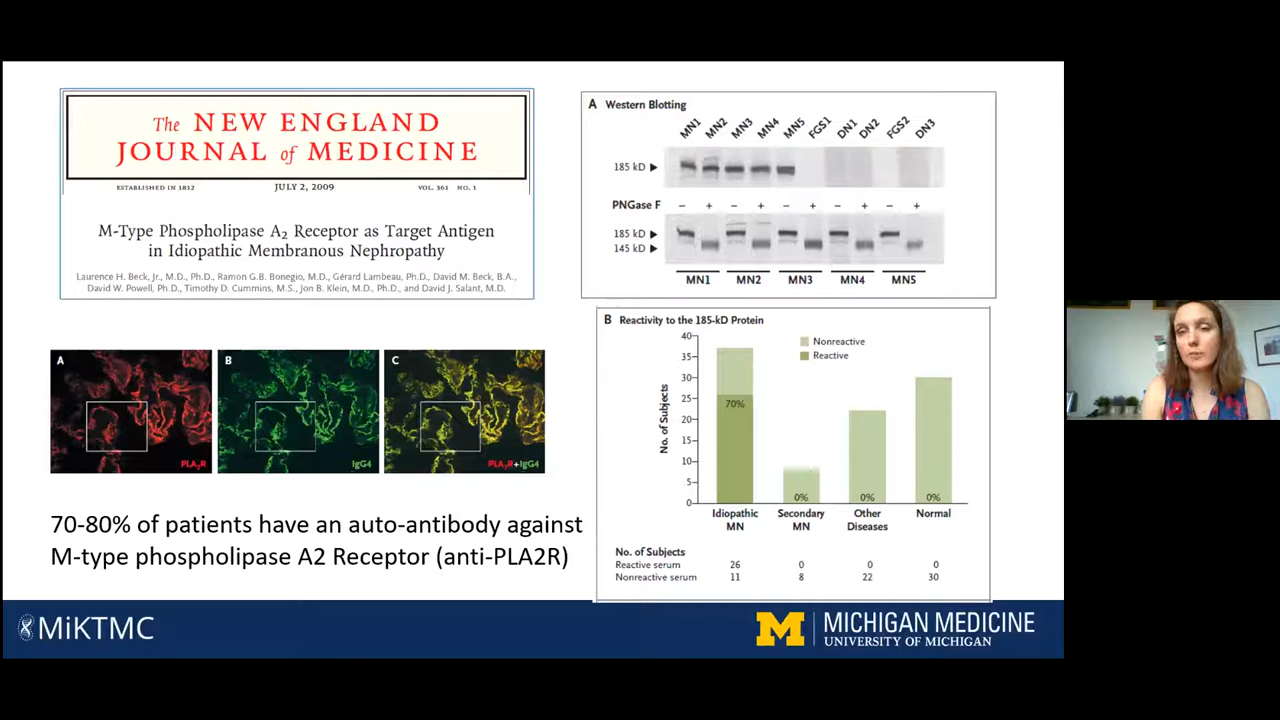 The NEW ENGLAND
JOURNAL of MEDICINE
ESTABLISHED IN 1812 JULY 2, 2009 VOL. 361 NO. 1
M-Type Phospholipase A₂ Receptor as Target Antigen
in Idiopathic Membranous Nephropathy
Laurence H. Beck, Jr., M.D., Ph.D., Ramon G.B. Bonegio, M.D., Gérard Lambeau, Ph.D., David M. Beck, B.A.,
David W. Powell, Ph.D., Timothy D. Cummins, M.S., Jon B. Klein, M.D., Ph.D., and David J. Salant, M.D.
A
PLA₂R
B
IgG4
C
PLA₂R+IgG4
70-80% of patients have an auto-antibody against
M-type phospholipase A2 Receptor (anti-PLA2R)
A Western Blotting
MN1 MN2 MN3 MN4 MN5 FGS1 DN1 DN2 FGS2 DN3
185 kD
PNGase F − + − + − + − + − +
185 kD
145 kD
MN1 MN2 MN3 MN4 MN5
B Reactivity to the 185-kD Protein
No. of Subjects
40
35
30
25
20
15
10
5
0
Nonreactive
Reactive
70% 0% 0% 0%
Idiopathic MN
Secondary MN
Other Diseases
Normal
No. of Subjects
Reactive serum 26 0 0 0
Nonreactive serum 11 8 22 30
MiKTMC
M MICHIGAN MEDICINE
UNIVERSITY OF MICHIGAN